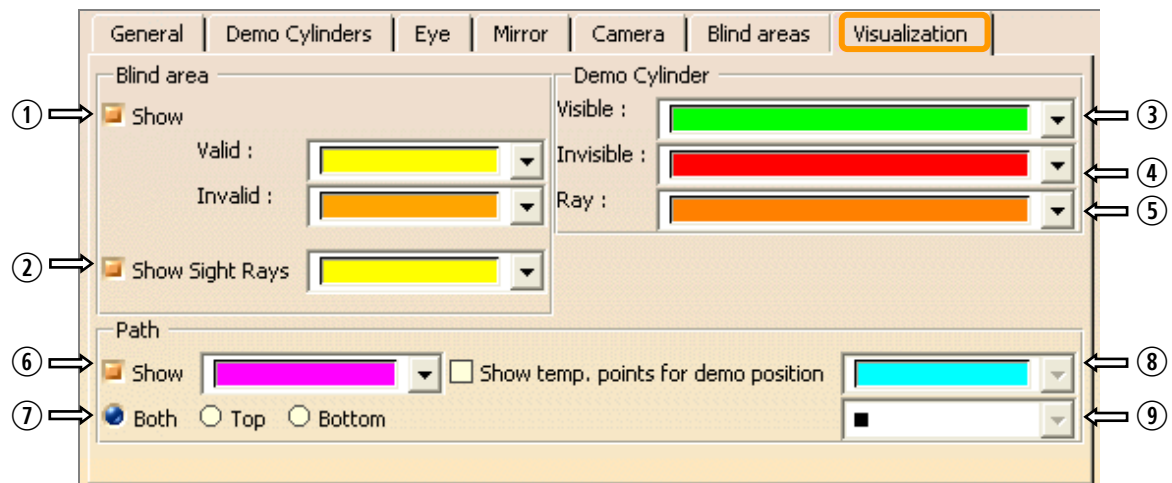 General Demo Cylinders Eye Mirror Camera Blind areas Visualization
Blind area
① Show
Valid :
Invalid :
② Show Sight Rays
Demo Cylinder
Visible : ③
Invisible : ④
Ray : ⑤
Path
⑥ Show Show temp. points for demo position ⑧
⑦ Both Top Bottom ⑨